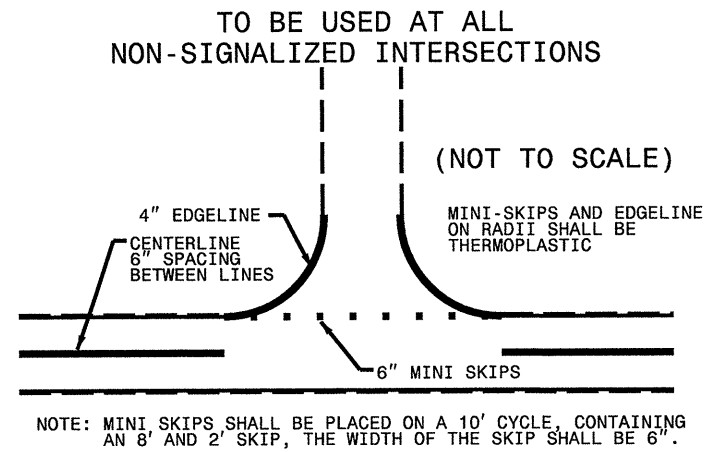 TO BE USED AT ALL
NON-SIGNALIZED INTERSECTIONS
(NOT TO SCALE)
4" EDGELINE
MINI-SKIPS AND EDGELINE
ON RADII SHALL BE
THERMOPLASTIC
CENTERLINE
6" SPACING
BETWEEN LINES
6" MINI SKIPS
NOTE: MINI SKIPS SHALL BE PLACED ON A 10' CYCLE, CONTAINING
AN 8' AND 2' SKIP, THE WIDTH OF THE SKIP SHALL BE 6".